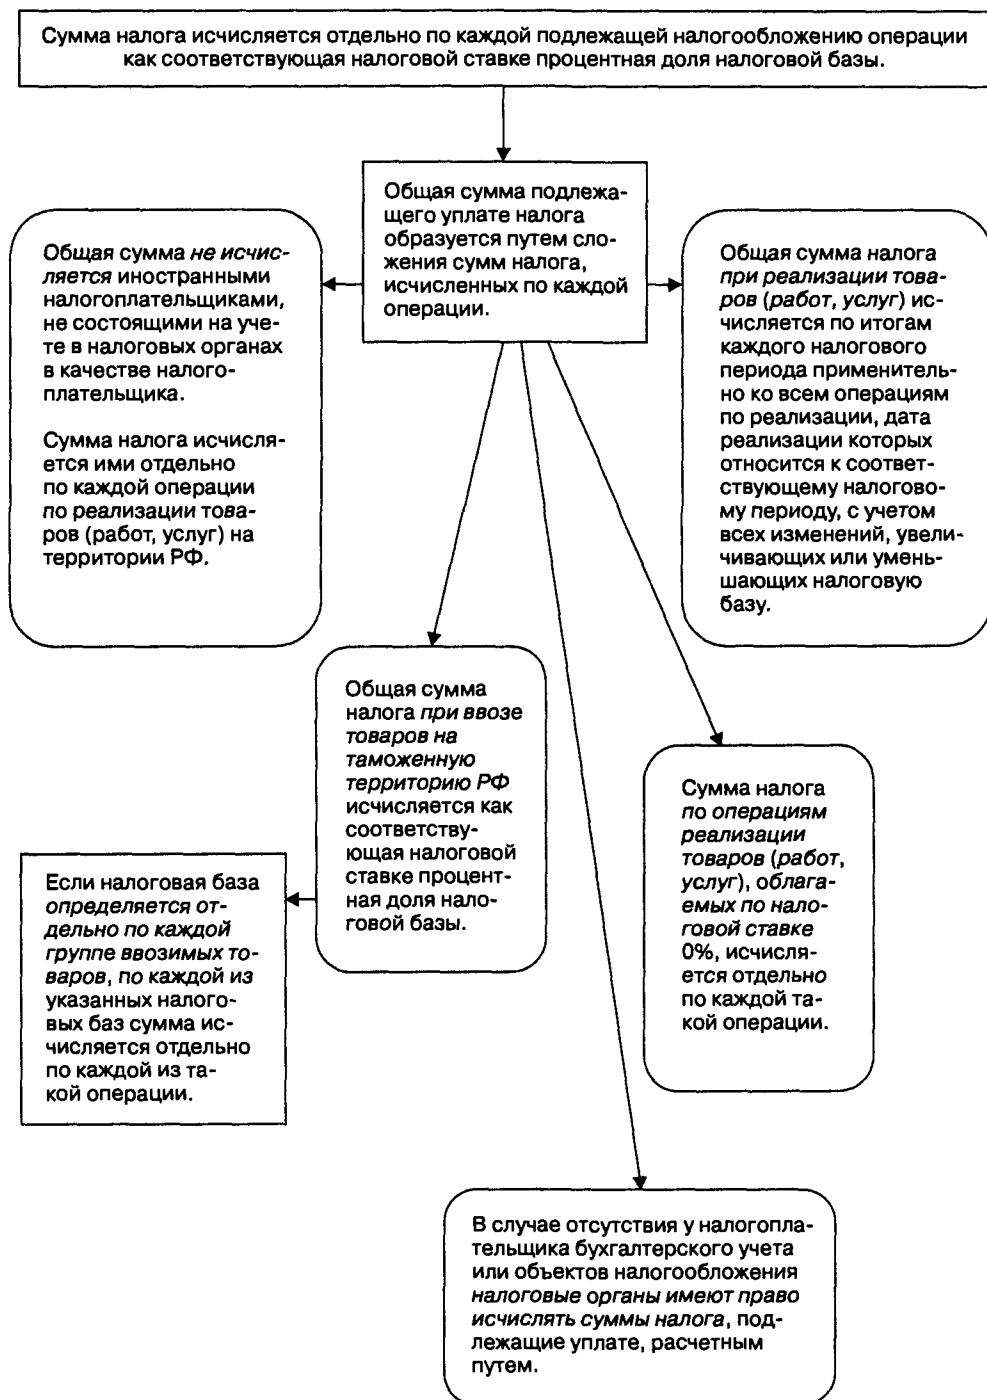 Сумма налога исчисляется отдельно по каждой подлежащей налогообложению операции
как соответствующая налоговой ставке процентная доля налоговой базы.
Общая сумма подлежа-
щего уплате налога
образуется путем сло-
жения сумм налога,
исчисленных по каждой
операции.
Общая сумма не исчис-
ляется иностранными
налогоплательщиками,
не состоящими на уче-
те в налоговых органах
в качестве налого-
плательщика.
Сумма налога исчисля-
ется ими отдельно
по каждой операции
по реализации това-
ров (работ, услуг) на
территории РФ.
Общая сумма налога
при реализации това-
ров (работ, услуг) ис-
числяется по итогам
каждого налогового
периода применитель-
но ко всем операциям
по реализации, дата
реализации которых
относится к соответ-
ствующему налогово-
му периоду, с учетом
всех изменений, увели-
чивающих или умень-
шающих налоговую
базу.
Общая сумма
налога при ввозе
товаров на
таможенную
территорию РФ
исчисляется как
соответству-
ющая налоговой
ставке процент-
ная доля нало-
говой базы.
Если налоговая база
определяется от-
дельно по каждой
группе ввозимых то-
варов, по каждой из
указанных налого-
вых баз сумма ис-
числяется отдельно
по каждой из та-
кой операции.
Сумма налога
по операциям
реализации
товаров (работ,
услуг), облага-
емых по нало-
говой ставке
0%, исчисля-
ется отдельно
по каждой та-
кой операции.
В случае отсутствия у налогопла-
тельщика бухгалтерского учета
или объектов налогообложения
налоговые органы имеют право
исчислять суммы налога, под-
лежащие уплате, расчетным
путем.